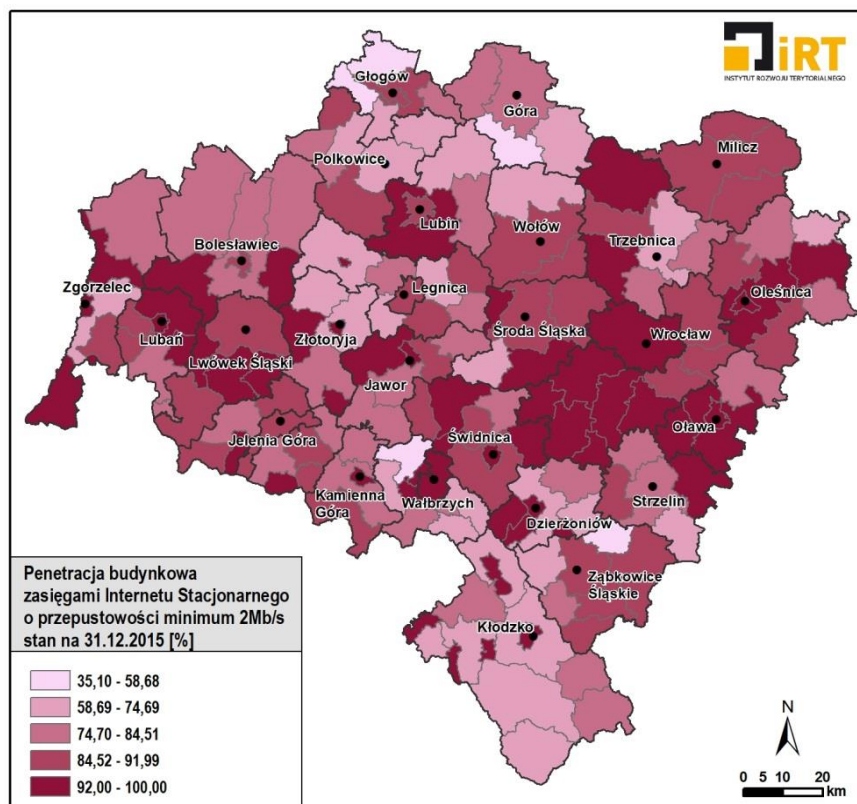 iRT
INSTYTUT ROZWOJU TERYTORIALNEGO
Głogów
Góra
Polkowice
Milicz
Lubin
Wołów
Trzebnica
Bolesławiec
Zgorzelec
Legnica
Oleśnica
Lubań
Złotoryja
Środa Śląska
Wrocław
Lwówek Śląski
Jawor
Oława
Jelenia Góra
Świdnica
Kamienna
Góra
Wałbrzych
Strzelin
Dzierżoniów
Ząbkowice
Śląskie
Kłodzko
Penetracja budynkowa
zasięgami Internetu Stacjonarnego
o przepustowości minimum 2Mb/s
stan na 31.12.2015 [%]
35,10 - 58,68
58,69 - 74,69
74,70 - 84,51
84,52 - 91,99
92,00 - 100,00
N
0 5 10 20
km